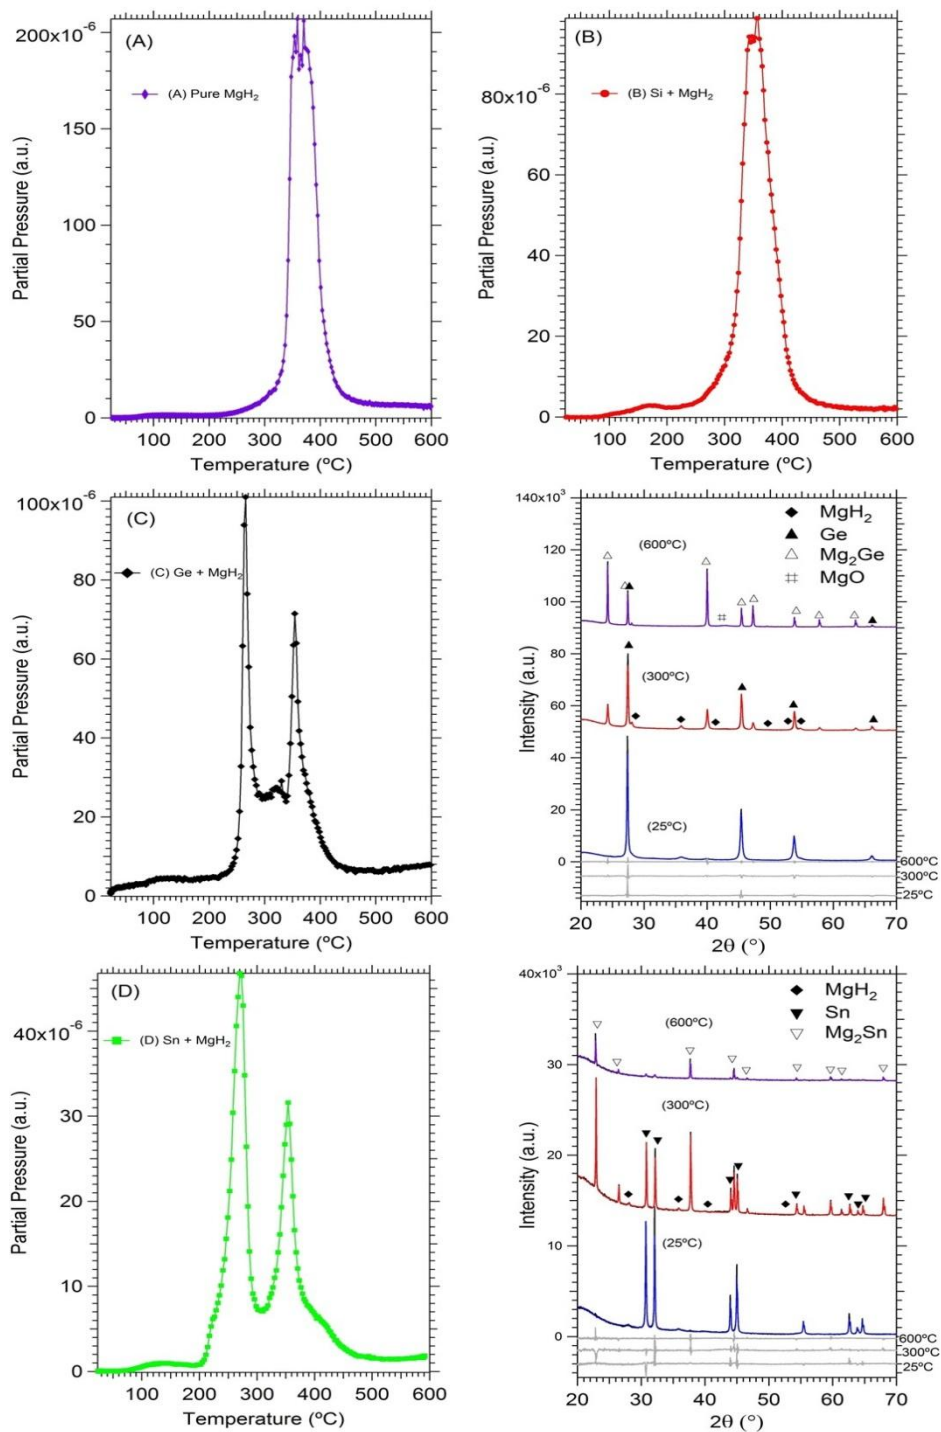 (A)
200x10⁻⁶
150
100
50
0
Partial Pressure (a.u.)
(A) Pure MgH₂
100 200 300 400 500 600
Temperature (ºC)
(B)
80x10⁻⁶
60
40
20
0
Partial Pressure (a.u.)
(B) Si + MgH₂
100 200 300 400 500 600
Temperature (ºC)
(C)
100x10⁻⁶
80
60
40
20
0
Partial Pressure (a.u.)
(C) Ge + MgH₂
100 200 300 400 500 600
Temperature (ºC)
140x10³
120
100
80
60
40
20
0
Intensity (a.u.)
MgH₂
Ge
Mg₂Ge
MgO
(600ºC)
(300ºC)
(25ºC)
600ºC
300ºC
25ºC
20 30 40 50 60 70
2θ (°)
(D)
40x10⁻⁶
30
20
10
0
Partial Pressure (a.u.)
(D) Sn + MgH₂
100 200 300 400 500 600
Temperature (ºC)
40x10³
30
20
10
0
Intensity (a.u.)
MgH₂
Sn
Mg₂Sn
(600ºC)
(300ºC)
(25ºC)
600ºC
300ºC
25ºC
20 30 40 50 60 70
2θ (°)